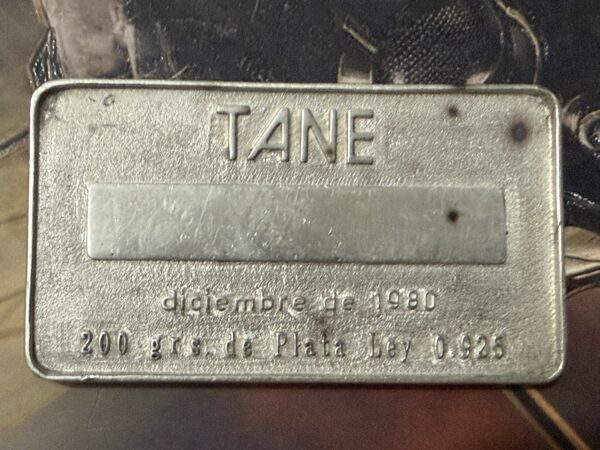 TANE
diciembre de 1980
200 grs. de Plata Ley 0.925